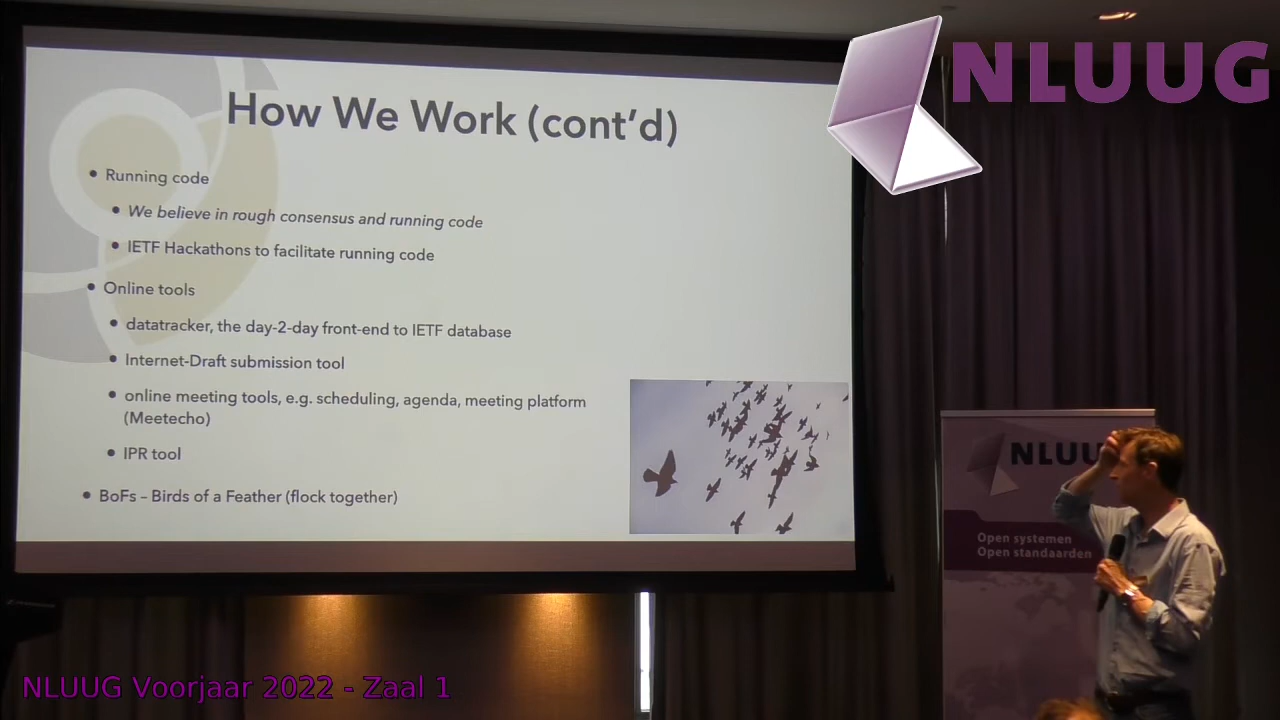 How We Work (cont'd)
Running code
We believe in rough consensus and running code
IETF Hackathons to facilitate running code
Online tools
datatracker, the day-2-day front-end to IETF database
Internet-Draft submission tool
online meeting tools, e.g. scheduling, agenda, meeting platform
(Meetecho)
IPR tool
BoFs – Birds of a Feather (flock together)
NLUUG
NLUU
Open systemen
Open standaarden
NLUUG Voorjaar 2022 - Zaal 1